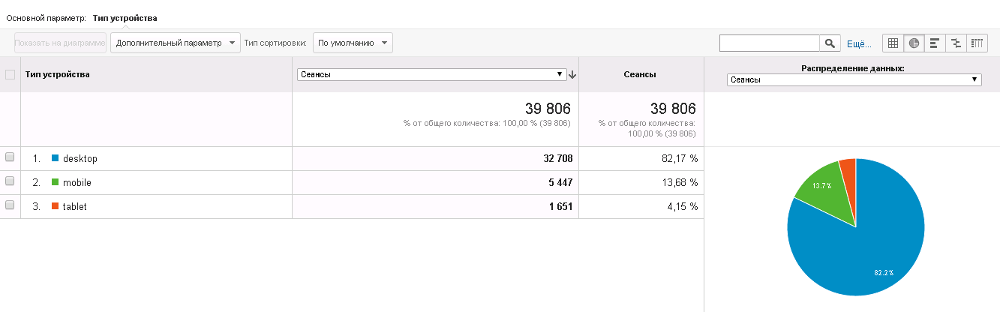 Основной параметр: Тип устройства
Показать на диаграмме Дополнительный параметр Тип сортировки: По умолчанию Ещё...
Тип устройства Сеансы Сеансы Распределение данных:
Сеансы
39 806 39 806
% от общего количества: 100,00 % (39 806) % от общего количества:
100,00 % (39 806)
1. desktop 32 708 82,17 %
2. mobile 5 447 13,68 %
3. tablet 1 651 4,15 %
13.7%
82.2%